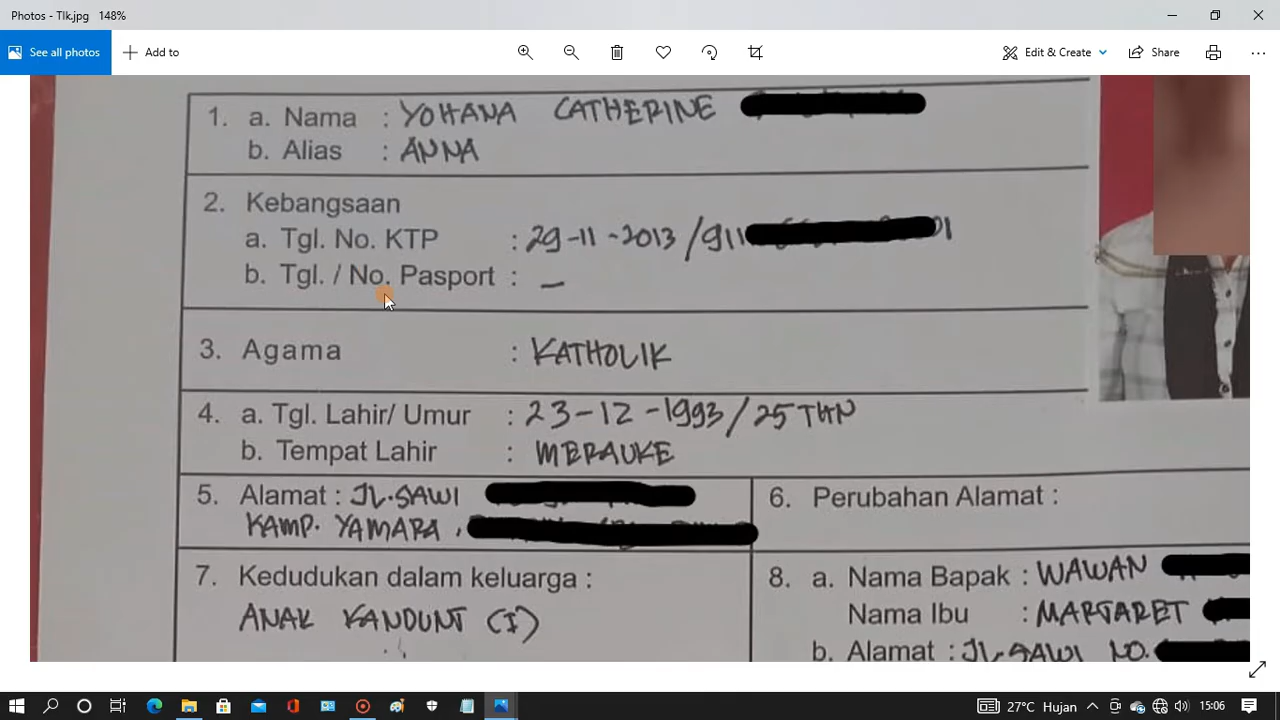 Photos - Tlk.jpg 148%
See all photos
Add to
Edit & Create
Share
1. a. Nama : YOHANA CATHERINE
b. Alias : ANNA
2. Kebangsaan
a. Tgl. No. KTP : 29-11-2013/911 01
b. Tgl. / No. Pasport : –
3. Agama : KATHOLIK
4. a. Tgl. Lahir/ Umur : 23-12-1993/25 THN
b. Tempat Lahir : MERAUKE
5. Alamat : JL.SAWI
KAMP. YAMARA,
6. Perubahan Alamat :
7. Kedudukan dalam keluarga :
ANAK KANDUNG (I)
8. a. Nama Bapak : WAWAN
Nama Ibu : MARGARET
b. Alamat : JL.SAWI NO.
27°C Hujan
15:06